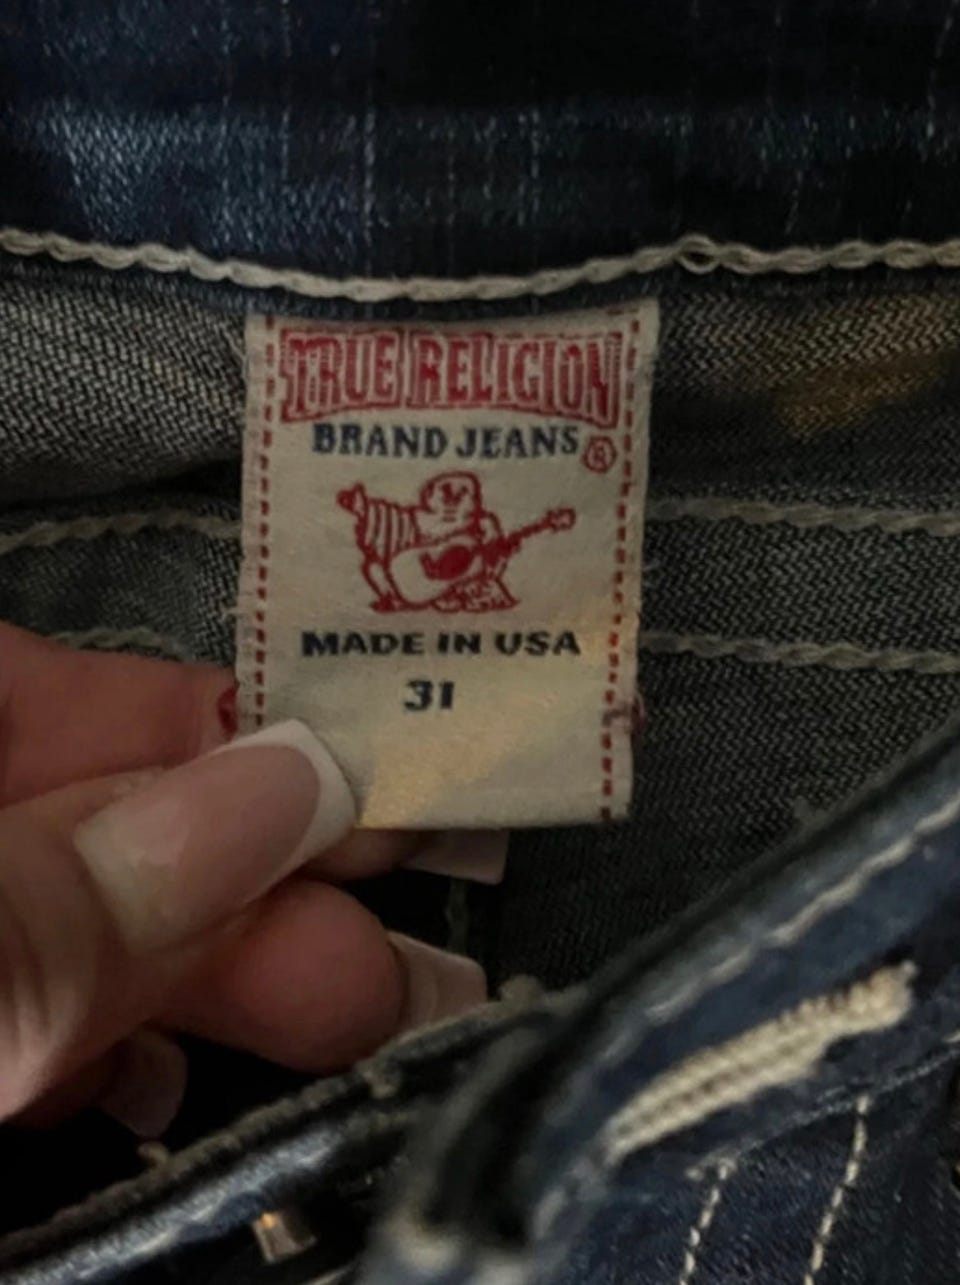 TRUE RELIGION
BRAND JEANS ®
MADE IN USA
31